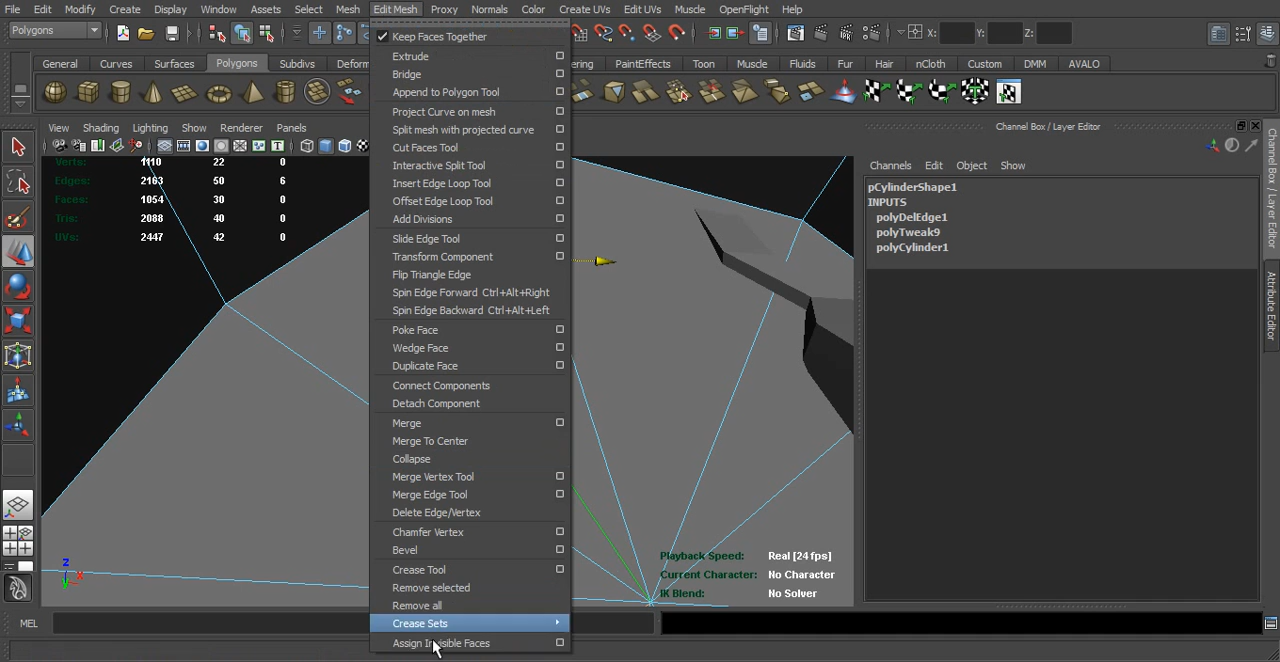 File Edit Modify Create Display Window Assets Select Mesh Edit Mesh Proxy Normals Color Create UVs Edit UVs Muscle OpenFlight Help
Polygons
X: Y: Z:
General Curves Surfaces Polygons Subdivs Deform
ering PaintEffects Toon Muscle Fluids Fur Hair nCloth Custom DMM AVALO
View Shading Lighting Show Renderer Panels
Verts: 1110 22 0
Edges: 2163 50 6
Faces: 1054 30 0
Tris: 2088 40 0
UVs: 2447 42 0
Keep Faces Together
Extrude
Bridge
Append to Polygon Tool
Project Curve on mesh
Split mesh with projected curve
Cut Faces Tool
Interactive Split Tool
Insert Edge Loop Tool
Offset Edge Loop Tool
Add Divisions
Slide Edge Tool
Transform Component
Flip Triangle Edge
Spin Edge Forward Ctrl+Alt+Right
Spin Edge Backward Ctrl+Alt+Left
Poke Face
Wedge Face
Duplicate Face
Connect Components
Detach Component
Merge
Merge To Center
Collapse
Merge Vertex Tool
Merge Edge Tool
Delete Edge/Vertex
Chamfer Vertex
Bevel
Crease Tool
Remove selected
Remove all
Crease Sets
Assign Invisible Faces
Channel Box / Layer Editor
Channels Edit Object Show
pCylinderShape1
INPUTS
polyDelEdge1
polyTweak9
polyCylinder1
Channel Box / Layer Editor
Attribute Editor
Z
X
Y
Playback Speed: Real [24 fps]
Current Character: No Character
IK Blend: No Solver
MEL